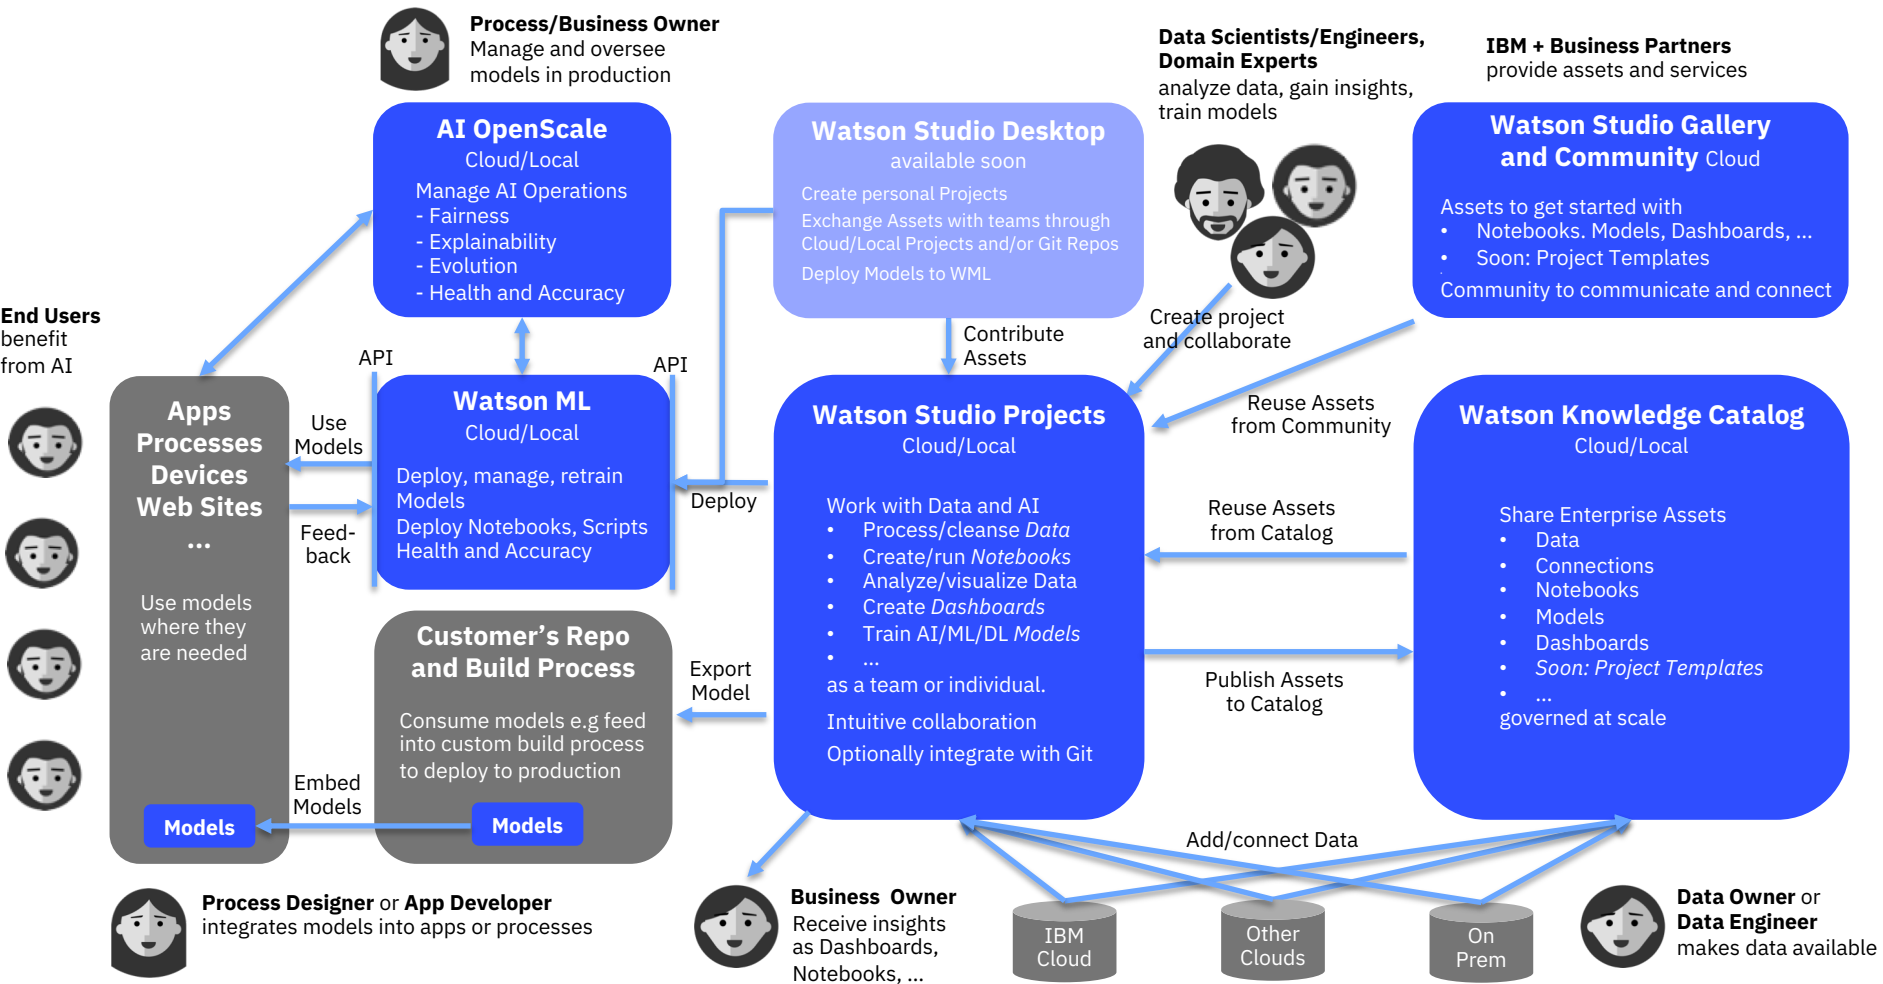 Process/Business Owner
Manage and oversee
models in production
Data Scientists/Engineers,
Domain Experts
analyze data, gain insights,
train models
IBM + Business Partners
provide assets and services
AI OpenScale
Cloud/Local
Manage AI Operations
- Fairness
- Explainability
- Evolution
- Health and Accuracy
Watson Studio Desktop
available soon
Create personal Projects
Exchange Assets with teams through
Cloud/Local Projects and/or Git Repos
Deploy Models to WML
Watson Studio Gallery
and Community Cloud
Assets to get started with
• Notebooks. Models, Dashboards, ...
• Soon: Project Templates
Community to communicate and connect
End Users
benefit
from AI
API
API
Contribute
Assets
Create project
and collaborate
Reuse Assets
from Community
Apps
Processes
Devices
Web Sites
...
Use models
where they
are needed
Models
Use
Models
Feed-
back
Watson ML
Cloud/Local
Deploy, manage, retrain
Models
Deploy Notebooks, Scripts
Health and Accuracy
Deploy
Watson Studio Projects
Cloud/Local
Work with Data and AI
• Process/cleanse Data
• Create/run Notebooks
• Analyze/visualize Data
• Create Dashboards
• Train AI/ML/DL Models
• ...
as a team or individual.
Intuitive collaboration
Optionally integrate with Git
Reuse Assets
from Catalog
Publish Assets
to Catalog
Watson Knowledge Catalog
Cloud/Local
Share Enterprise Assets
• Data
• Connections
• Notebooks
• Models
• Dashboards
• Soon: Project Templates
• ...
governed at scale
Customer's Repo
and Build Process
Consume models e.g feed
into custom build process
to deploy to production
Models
Export
Model
Embed
Models
Add/connect Data
Process Designer or App Developer
integrates models into apps or processes
Business Owner
Receive insights
as Dashboards,
Notebooks, ...
IBM
Cloud
Other
Clouds
On
Prem
Data Owner or
Data Engineer
makes data available